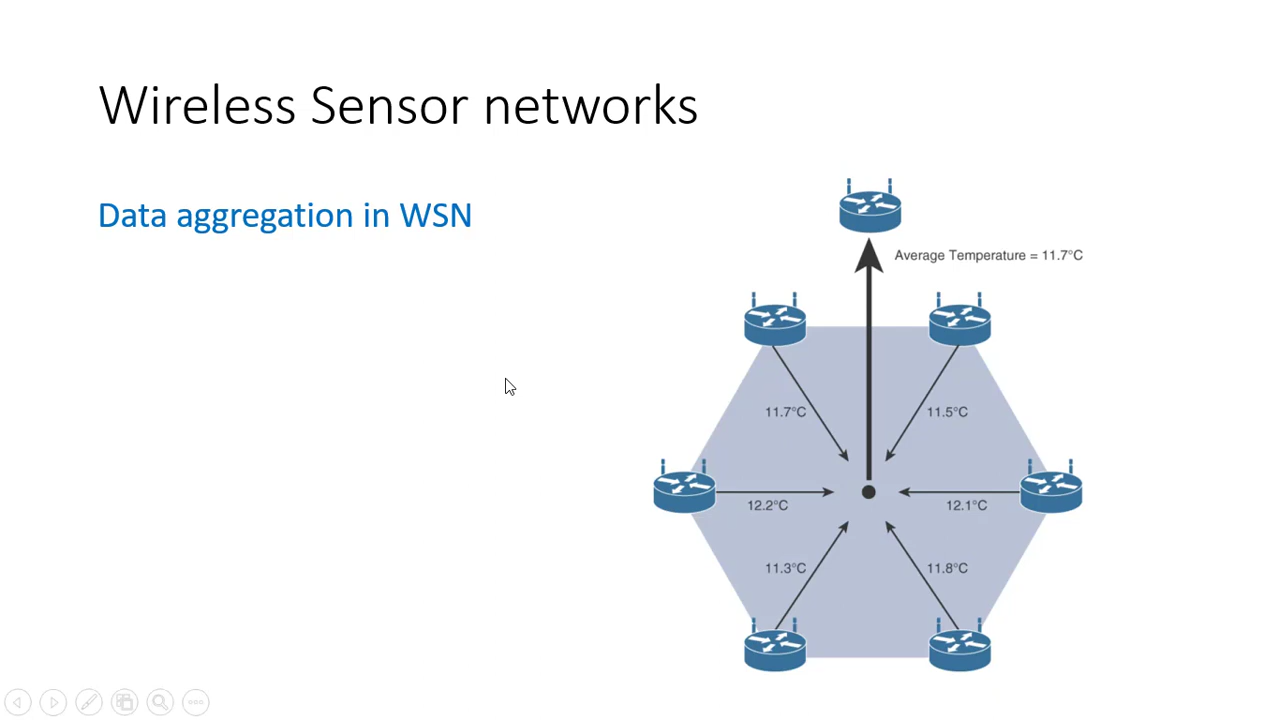 Wireless Sensor networks
Data aggregation in WSN
Average Temperature = 11.7°C
11.7°C
11.5°C
12.2°C
12.1°C
11.3°C
11.8°C